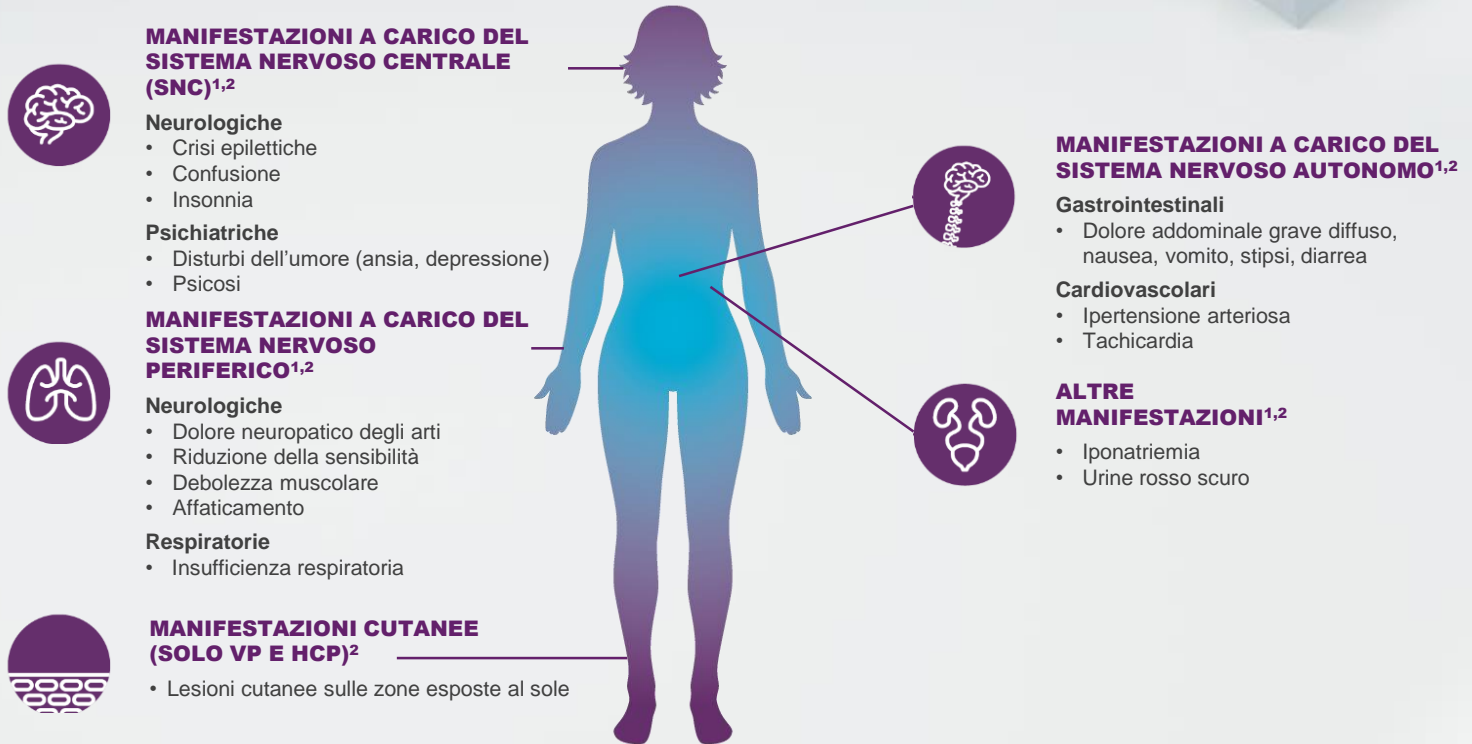 MANIFESTAZIONI A CARICO DEL
SISTEMA NERVOSO CENTRALE
(SNC)1,2
Neurologiche
• Crisi epilettiche
• Confusione
• Insonnia
Psichiatriche
• Disturbi dell’umore (ansia, depressione)
• Psicosi
MANIFESTAZIONI A CARICO DEL
SISTEMA NERVOSO
PERIFERICO1,2
Neurologiche
• Dolore neuropatico degli arti
• Riduzione della sensibilità
• Debolezza muscolare
• Affaticamento
Respiratorie
• Insufficienza respiratoria
MANIFESTAZIONI CUTANEE
(SOLO VP E HCP)2
• Lesioni cutanee sulle zone esposte al sole
MANIFESTAZIONI A CARICO DEL
SISTEMA NERVOSO AUTONOMO1,2
Gastrointestinali
• Dolore addominale grave diffuso,
nausea, vomito, stipsi, diarrea
Cardiovascolari
• Ipertensione arteriosa
• Tachicardia
ALTRE
MANIFESTAZIONI1,2
• Iponatriemia
• Urine rosso scuro